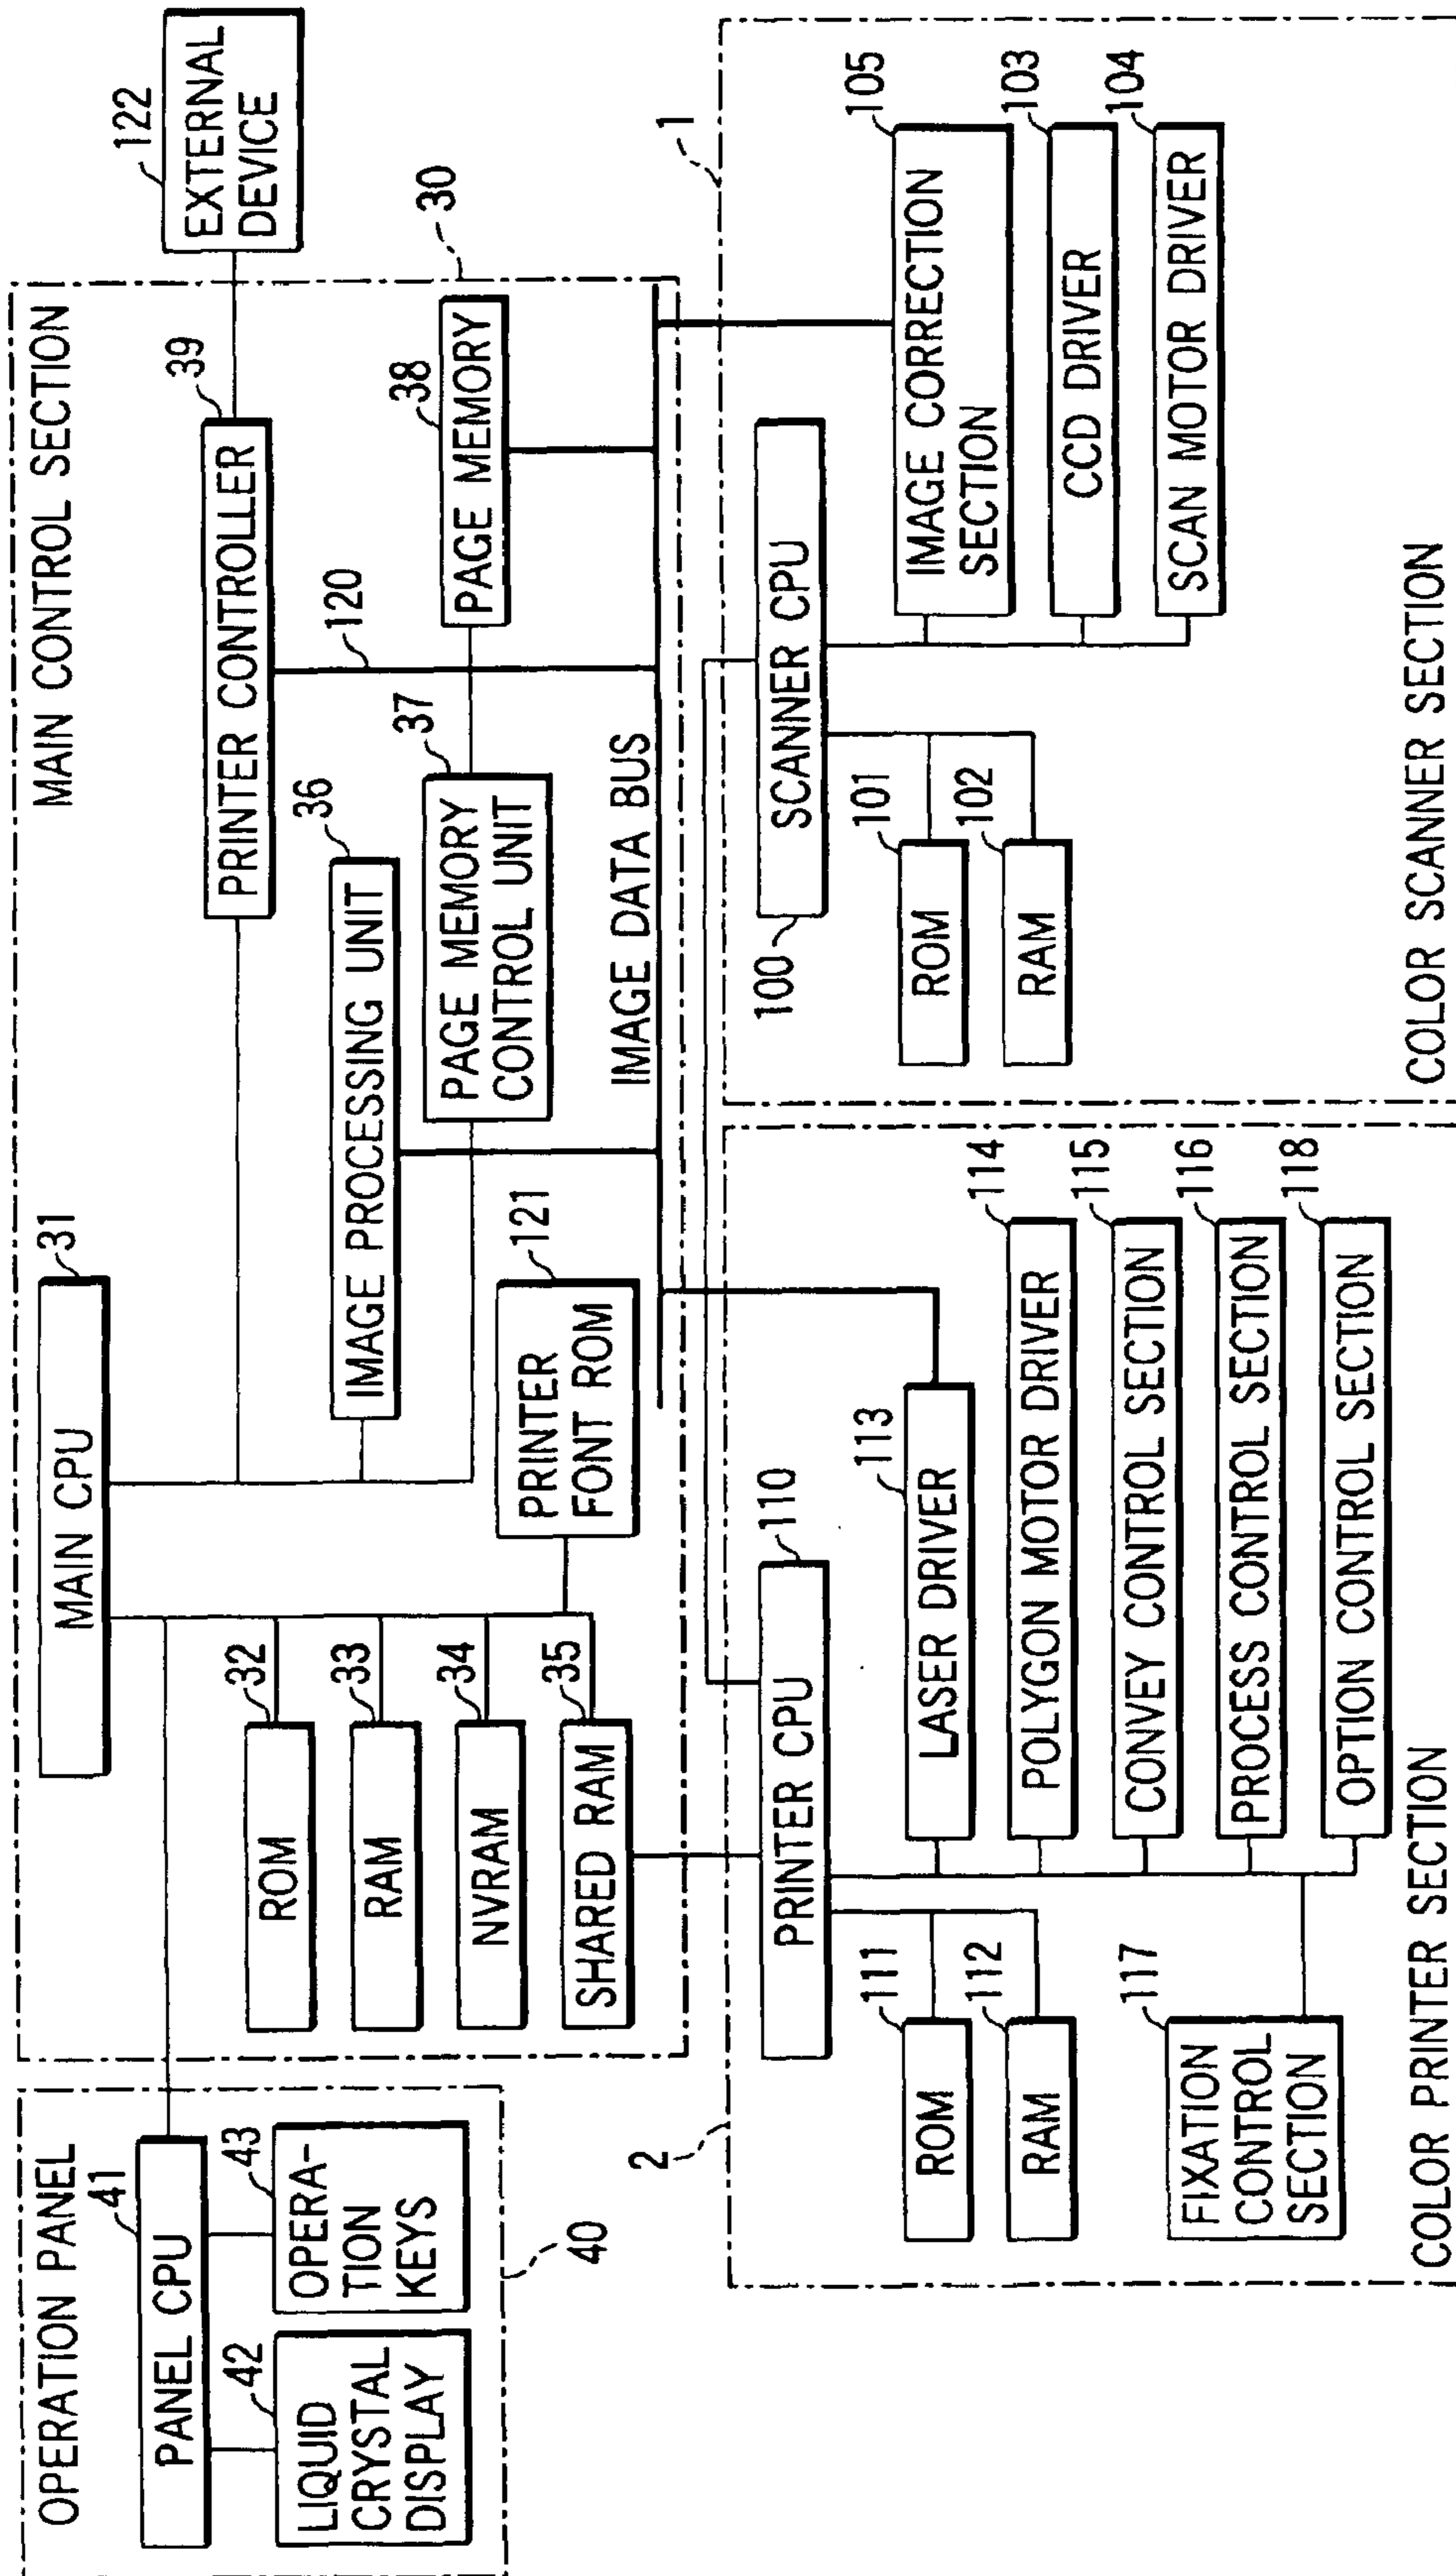 OPERATION PANEL
41
PANEL CPU
42
LIQUID
CRYSTAL
DISPLAY
43
OPERA-
TION
KEYS
40
MAIN CONTROL SECTION
31
MAIN CPU
32
ROM
33
RAM
34
NVRAM
35
SHARED RAM
121
PRINTER
FONT ROM
36
IMAGE PROCESSING UNIT
37
PAGE MEMORY
CONTROL UNIT
39
PRINTER CONTROLLER
120
38
PAGE MEMORY
IMAGE DATA BUS
30
122
EXTERNAL
DEVICE
2
110
PRINTER CPU
111
ROM
112
RAM
117
FIXATION
CONTROL
SECTION
113
LASER DRIVER
114
POLYGON MOTOR DRIVER
115
CONVEY CONTROL SECTION
116
PROCESS CONTROL SECTION
118
OPTION CONTROL SECTION
COLOR PRINTER SECTION
1
SCANNER CPU
100
101
ROM
102
RAM
105
IMAGE CORRECTION
SECTION
103
CCD DRIVER
104
SCAN MOTOR DRIVER
COLOR SCANNER SECTION